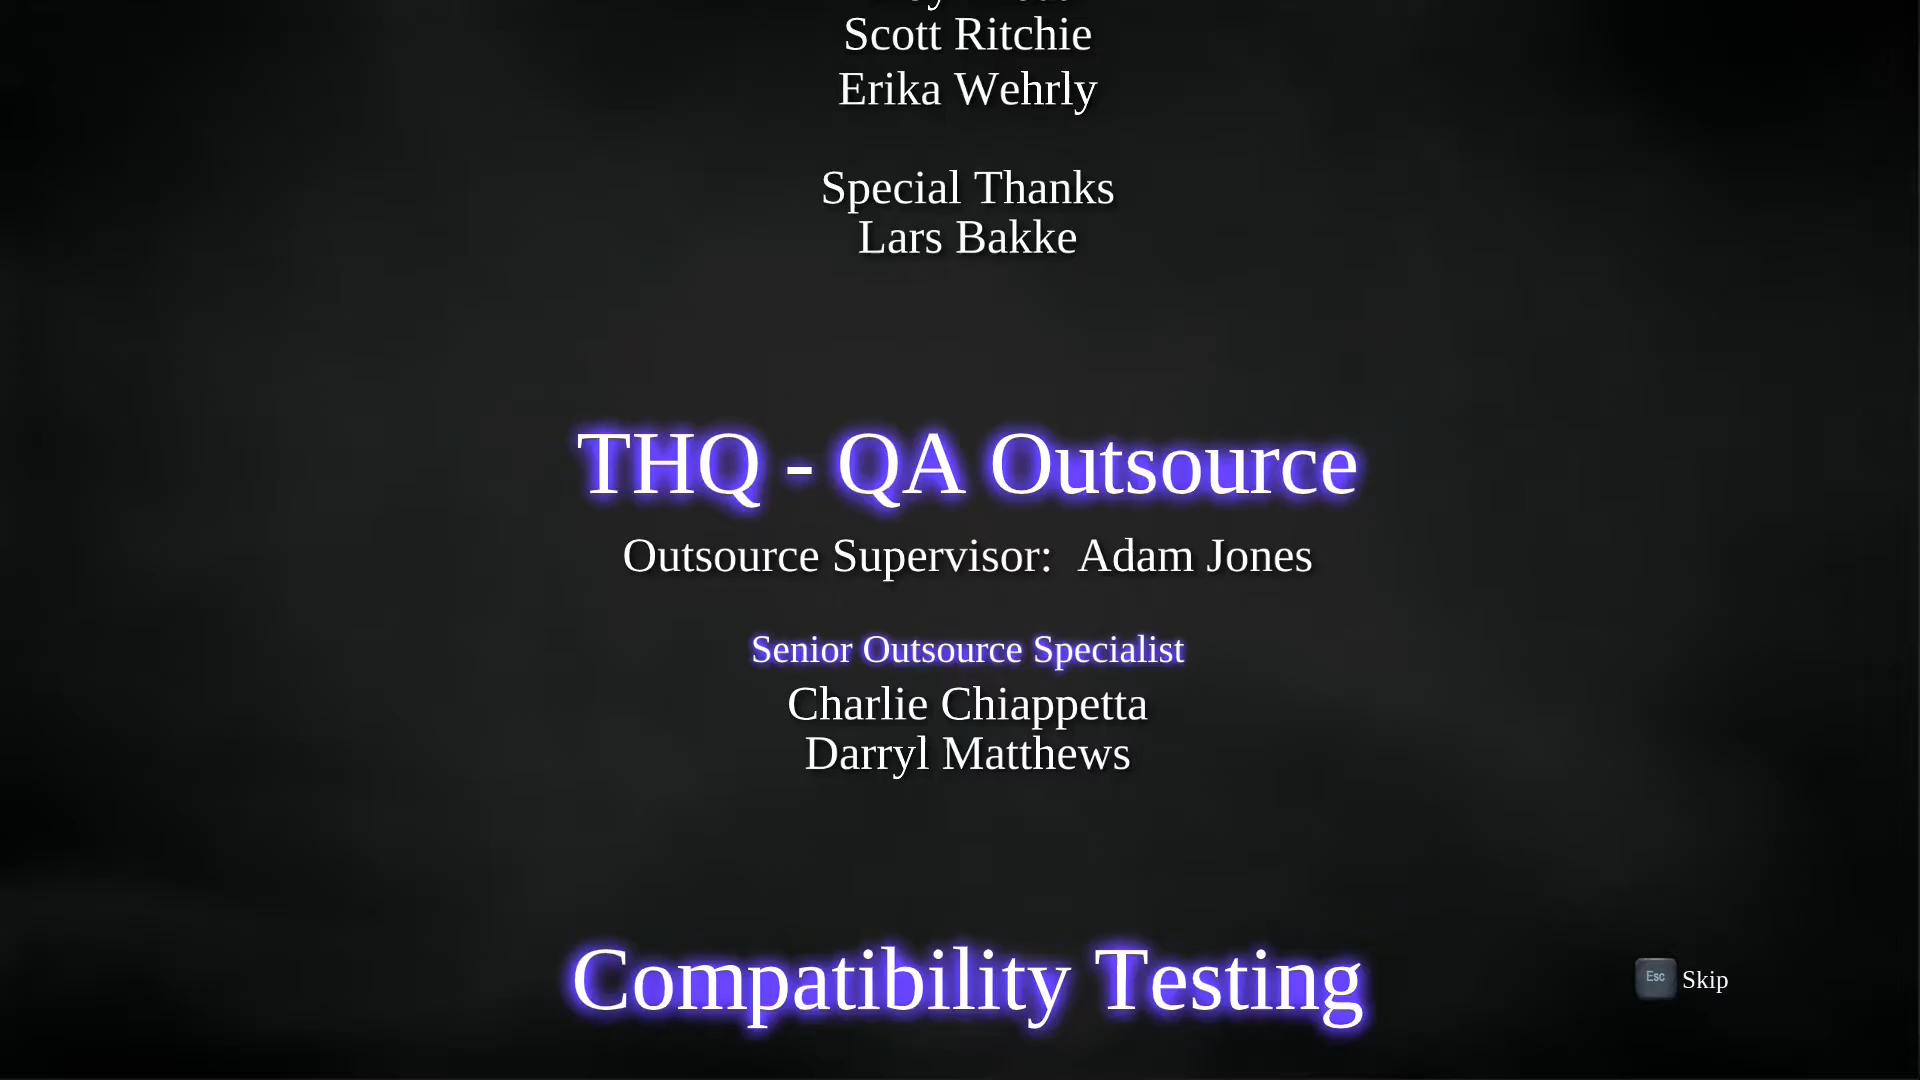 Scott Ritchie
Erika Wehrly
Special Thanks
Lars Bakke
THQ - QA Outsource
Outsource Supervisor:  Adam Jones
Senior Outsource Specialist
Charlie Chiappetta
Darryl Matthews
Compatibility Testing
Esc Skip